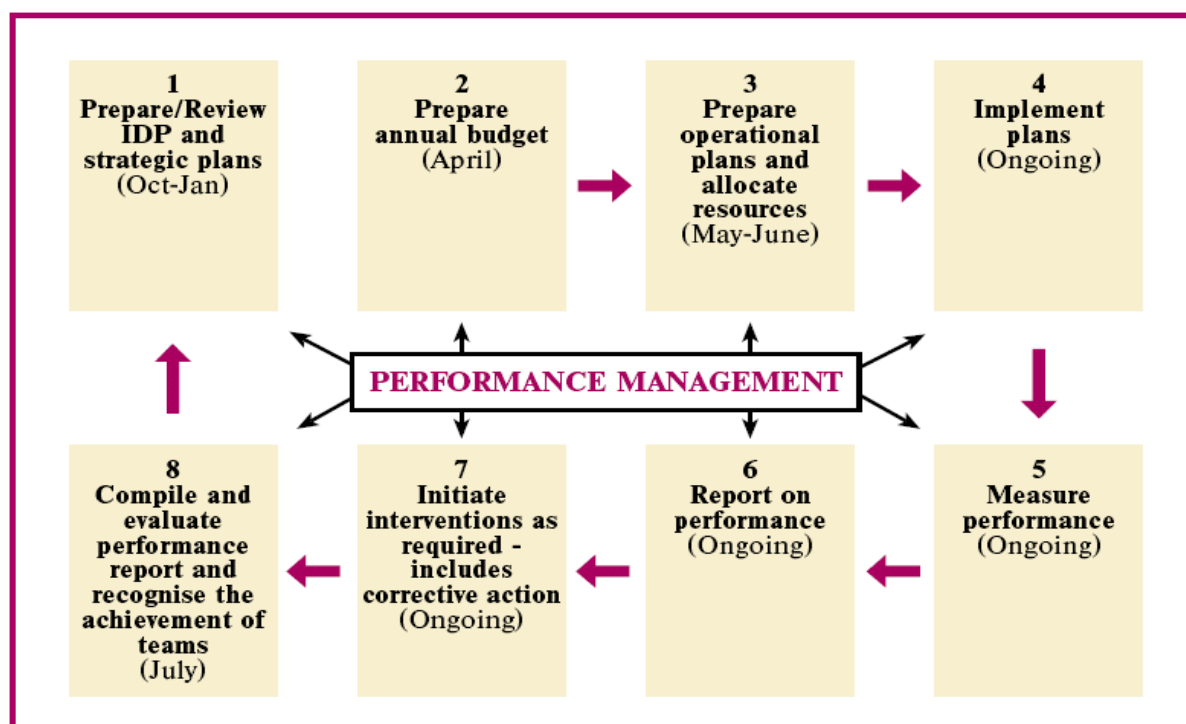 1
Prepare/Review
IDP and
strategic plans
(Oct-Jan)
2
Prepare
annual budget
(April)
3
Prepare
operational
plans and
allocate
resources
(May-June)
4
Implement
plans
(Ongoing)
PERFORMANCE MANAGEMENT
8
Compile and
evaluate
performance
report and
recognise the
achievement of
teams
(July)
7
Initiate
interventions as
required -
includes
corrective action
(Ongoing)
6
Report on
performance
(Ongoing)
5
Measure
performance
(Ongoing)